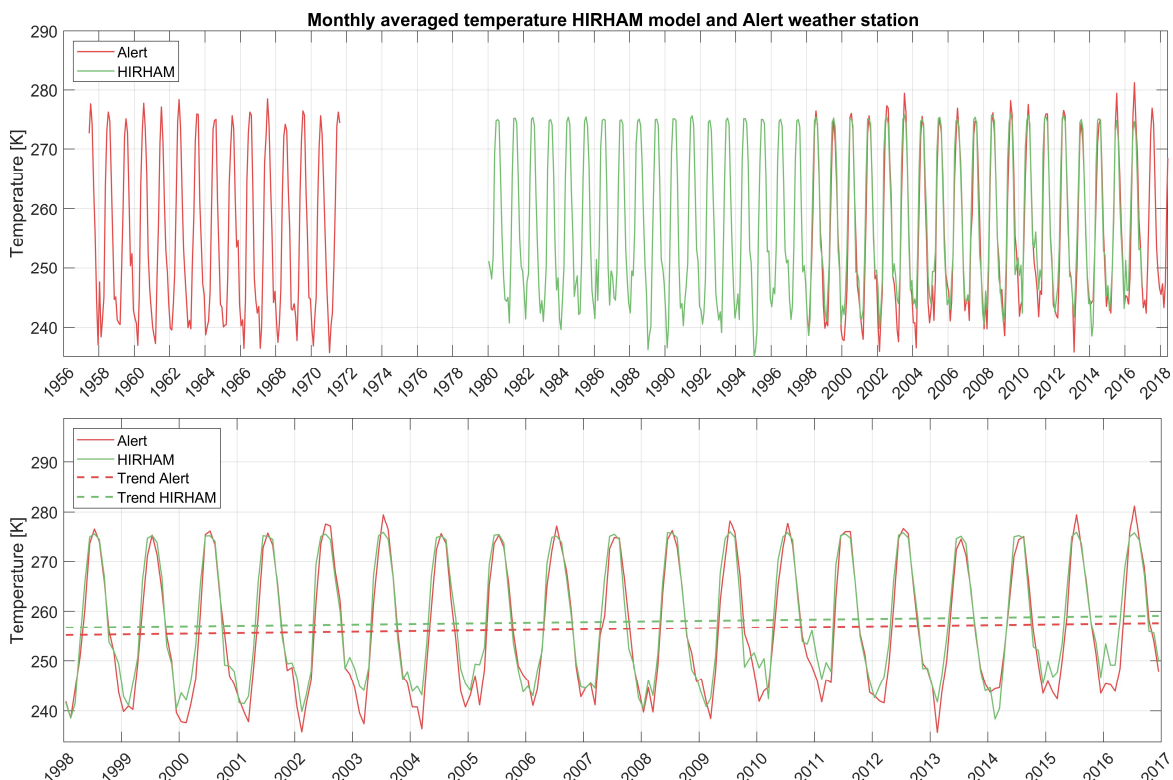 Monthly averaged temperature HIRHAM model and Alert weather station
Temperature [K]
290
280
270
260
250
240
Alert
HIRHAM
1956 1958 1960 1962 1964 1966 1968 1970 1972 1974 1976 1978 1980 1982 1984 1986 1988 1990 1992 1994 1996 1998 2000 2002 2004 2006 2008 2010 2012 2014 2016 2018
Temperature [K]
290
280
270
260
250
240
Alert
HIRHAM
Trend Alert
Trend HIRHAM
1998 1999 2000 2001 2002 2003 2004 2005 2006 2007 2008 2009 2010 2011 2012 2013 2014 2015 2016 2017